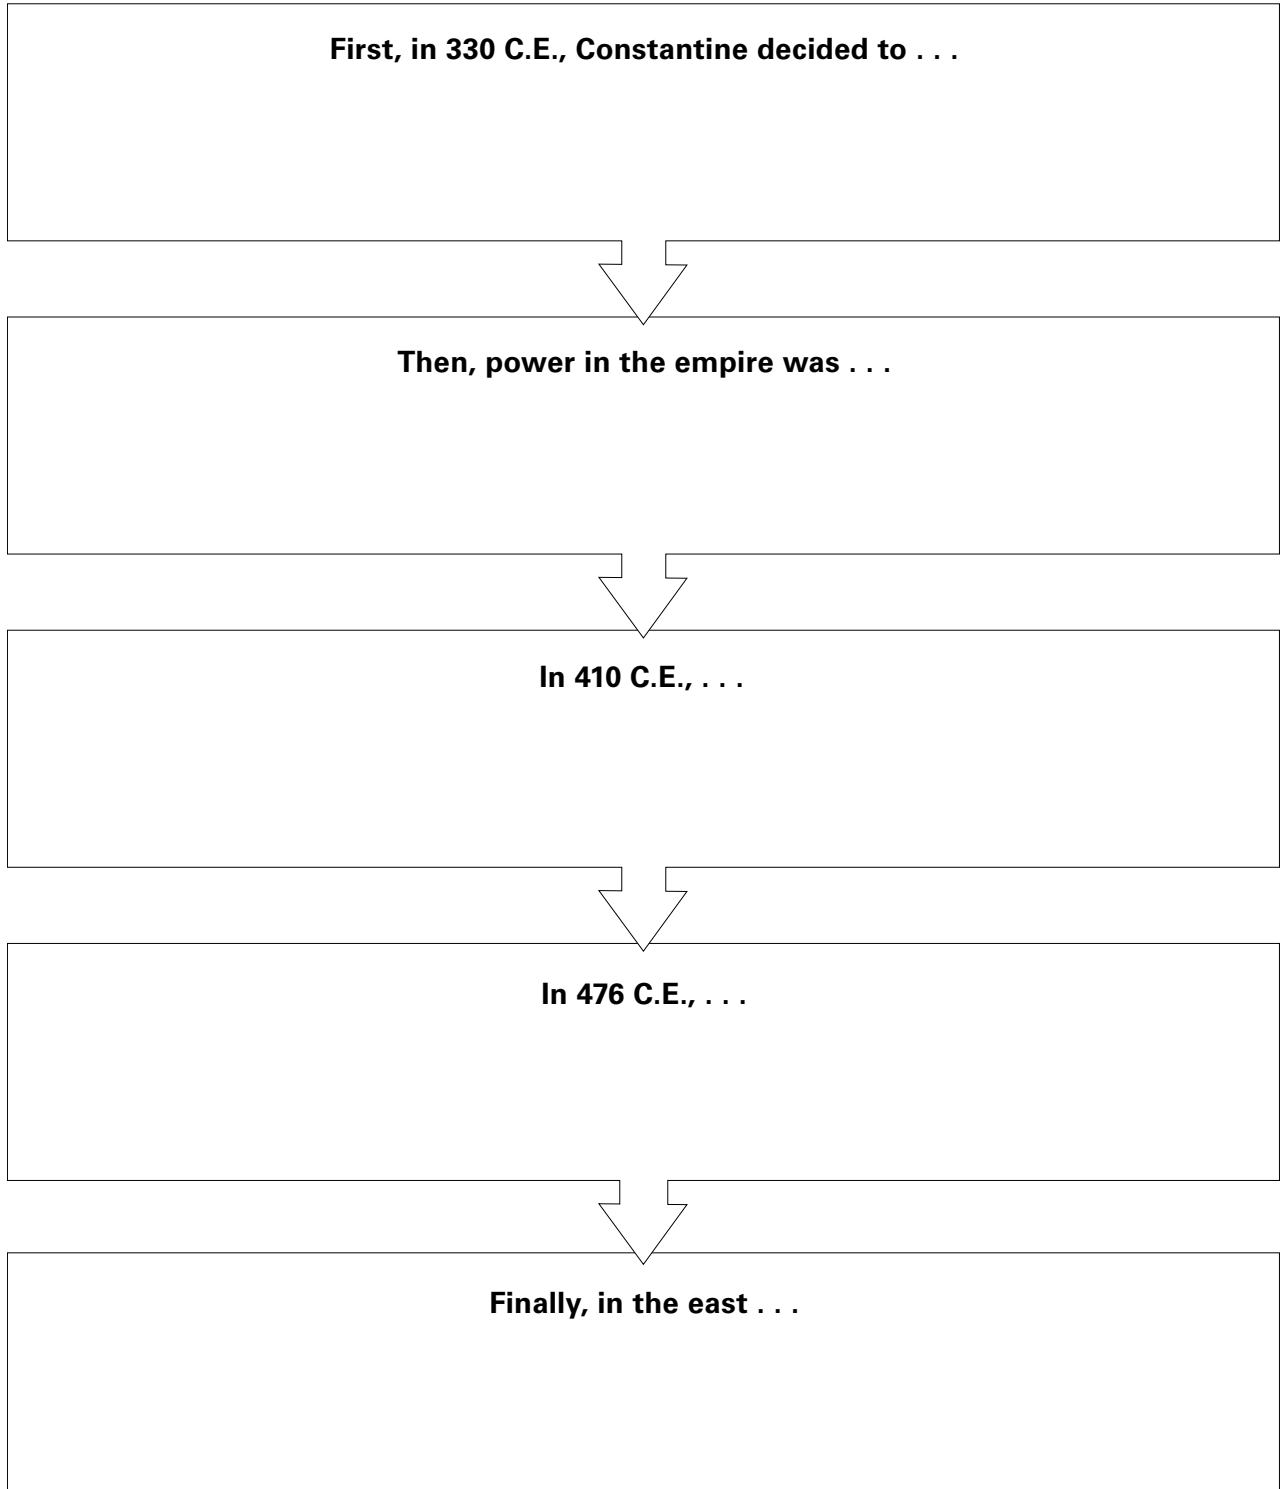 First, in 330 C.E., Constantine decided to . . .
Then, power in the empire was . . .
In 410 C.E., . . .
In 476 C.E., . . .
Finally, in the east . . .